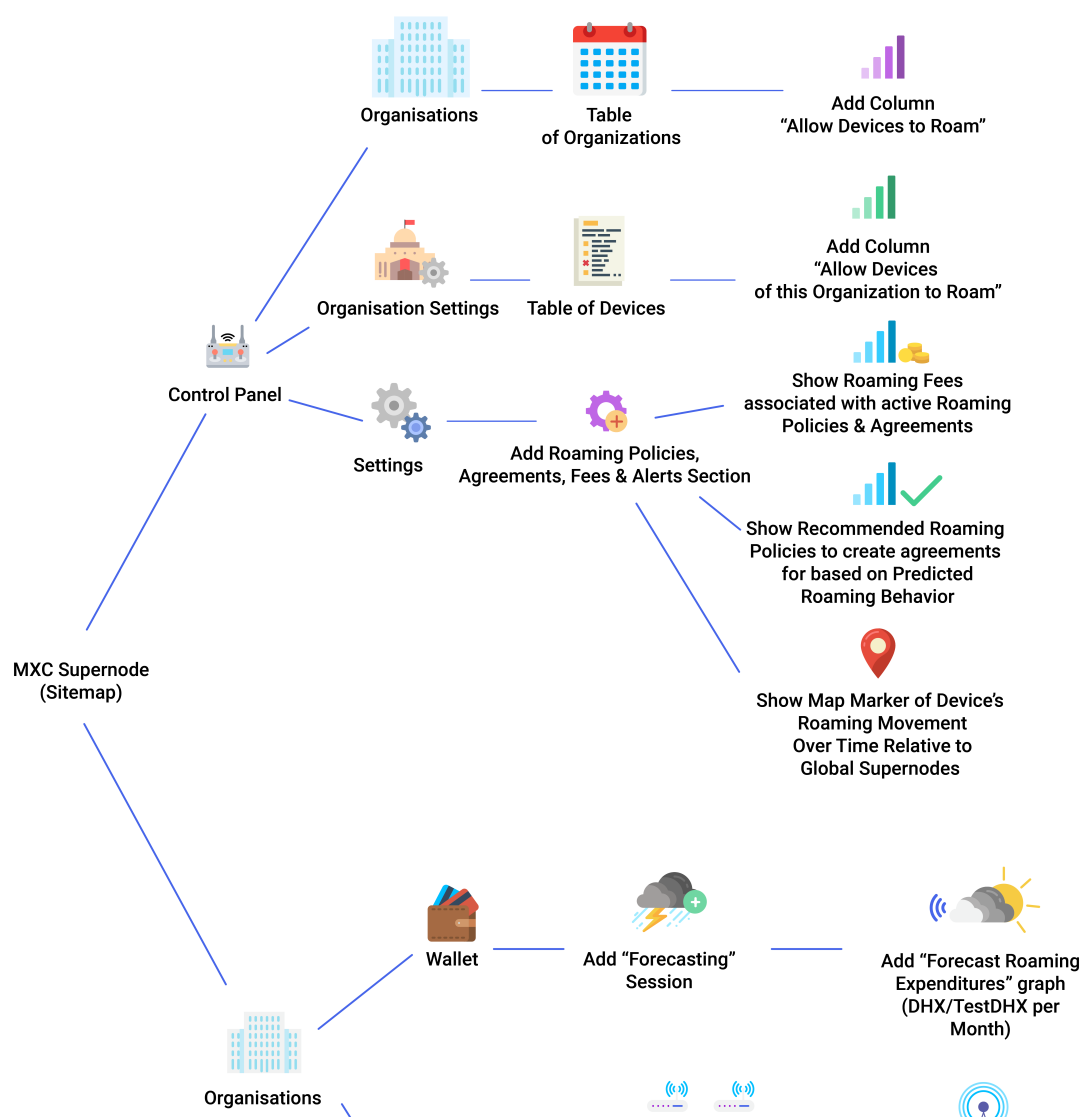 Organisations
Table
of Organizations
Add Column
“Allow Devices to Roam”
Organisation Settings
Table of Devices
Add Column
“Allow Devices
of this Organization to Roam”
Control Panel
Settings
Add Roaming Policies,
Agreements, Fees & Alerts Section
Show Roaming Fees
associated with active Roaming
Policies & Agreements
Show Recommended Roaming
Policies to create agreements
for based on Predicted
Roaming Behavior
MXC Supernode
(Sitemap)
Show Map Marker of Device’s
Roaming Movement
Over Time Relative to
Global Supernodes
Wallet
Add “Forecasting”
Session
Add “Forecast Roaming
Expenditures” graph
(DHX/TestDHX per
Month)
Organisations